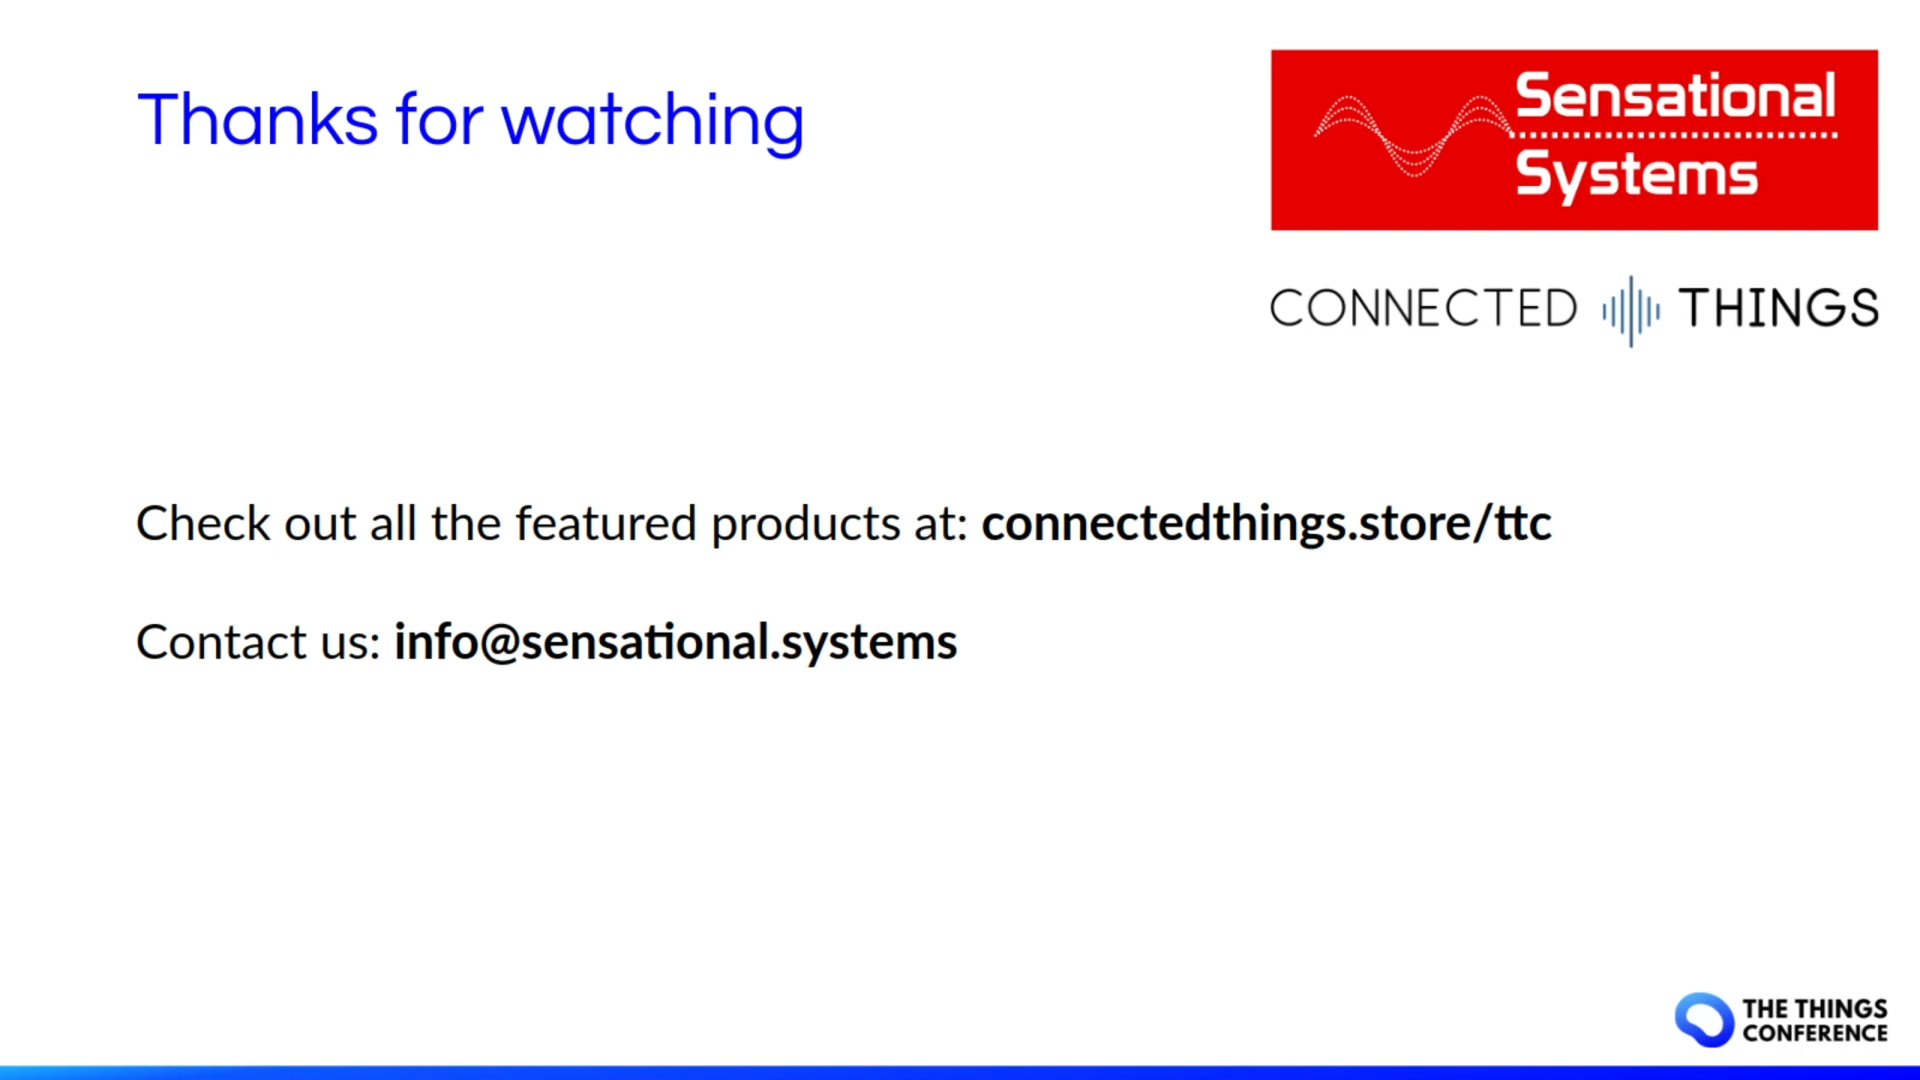 Thanks for watching
Sensational
Systems
CONNECTED THINGS
Check out all the featured products at: connectedthings.store/ttc
Contact us: info@sensational.systems
THE THINGS
CONFERENCE